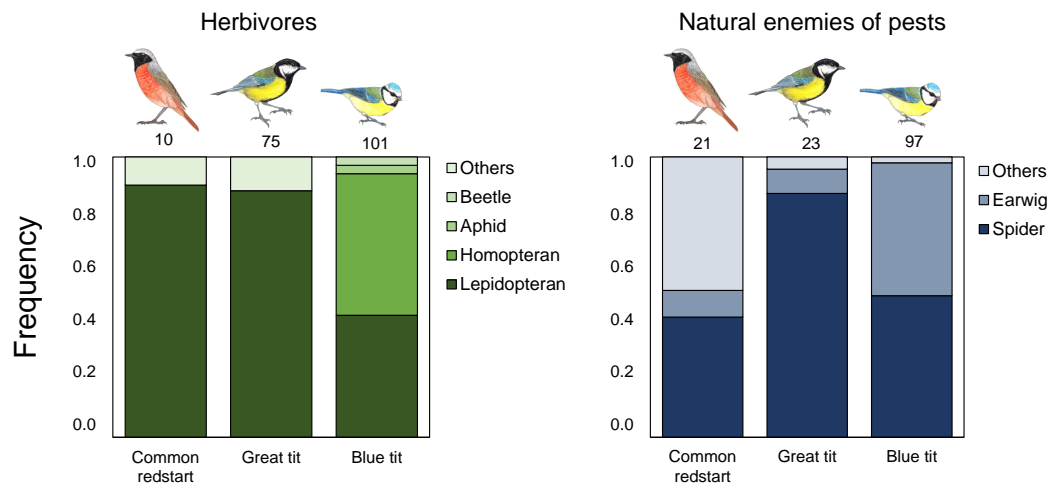 Herbivores
10
75
101
Frequency
1.0
0.8
0.6
0.4
0.2
0.0
Others
Beetle
Aphid
Homopteran
Lepidopteran
Common
redstart
Great tit
Blue tit
Natural enemies of pests
21
23
97
1.0
0.8
0.6
0.4
0.2
0.0
Others
Earwig
Spider
Common
redstart
Great tit
Blue tit